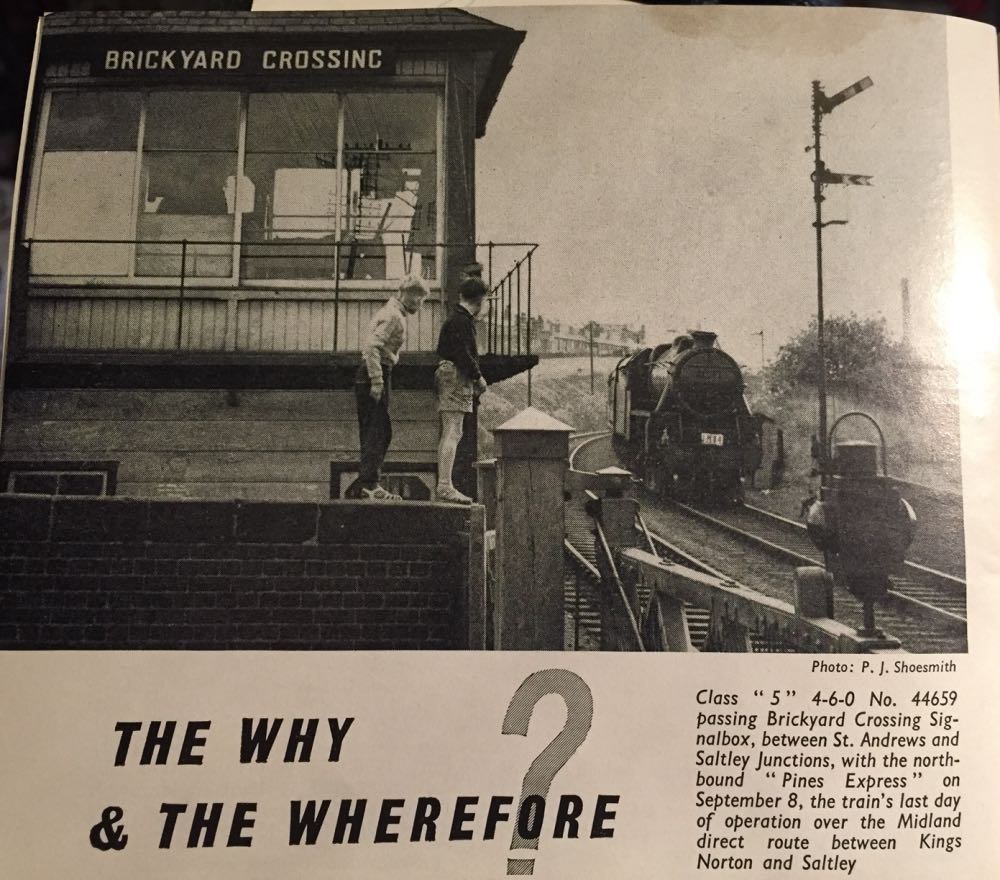 BRICKYARD CROSSING
Photo: P. J. Shoesmith
THE WHY
& THE WHEREFORE
?
Class “5” 4-6-0 No. 44659
passing Brickyard Crossing Sig-
nalbox, between St. Andrews and
Saltley Junctions, with the north-
bound “Pines Express” on
September 8, the train’s last day
of operation over the Midland
direct route between Kings
Norton and Saltley